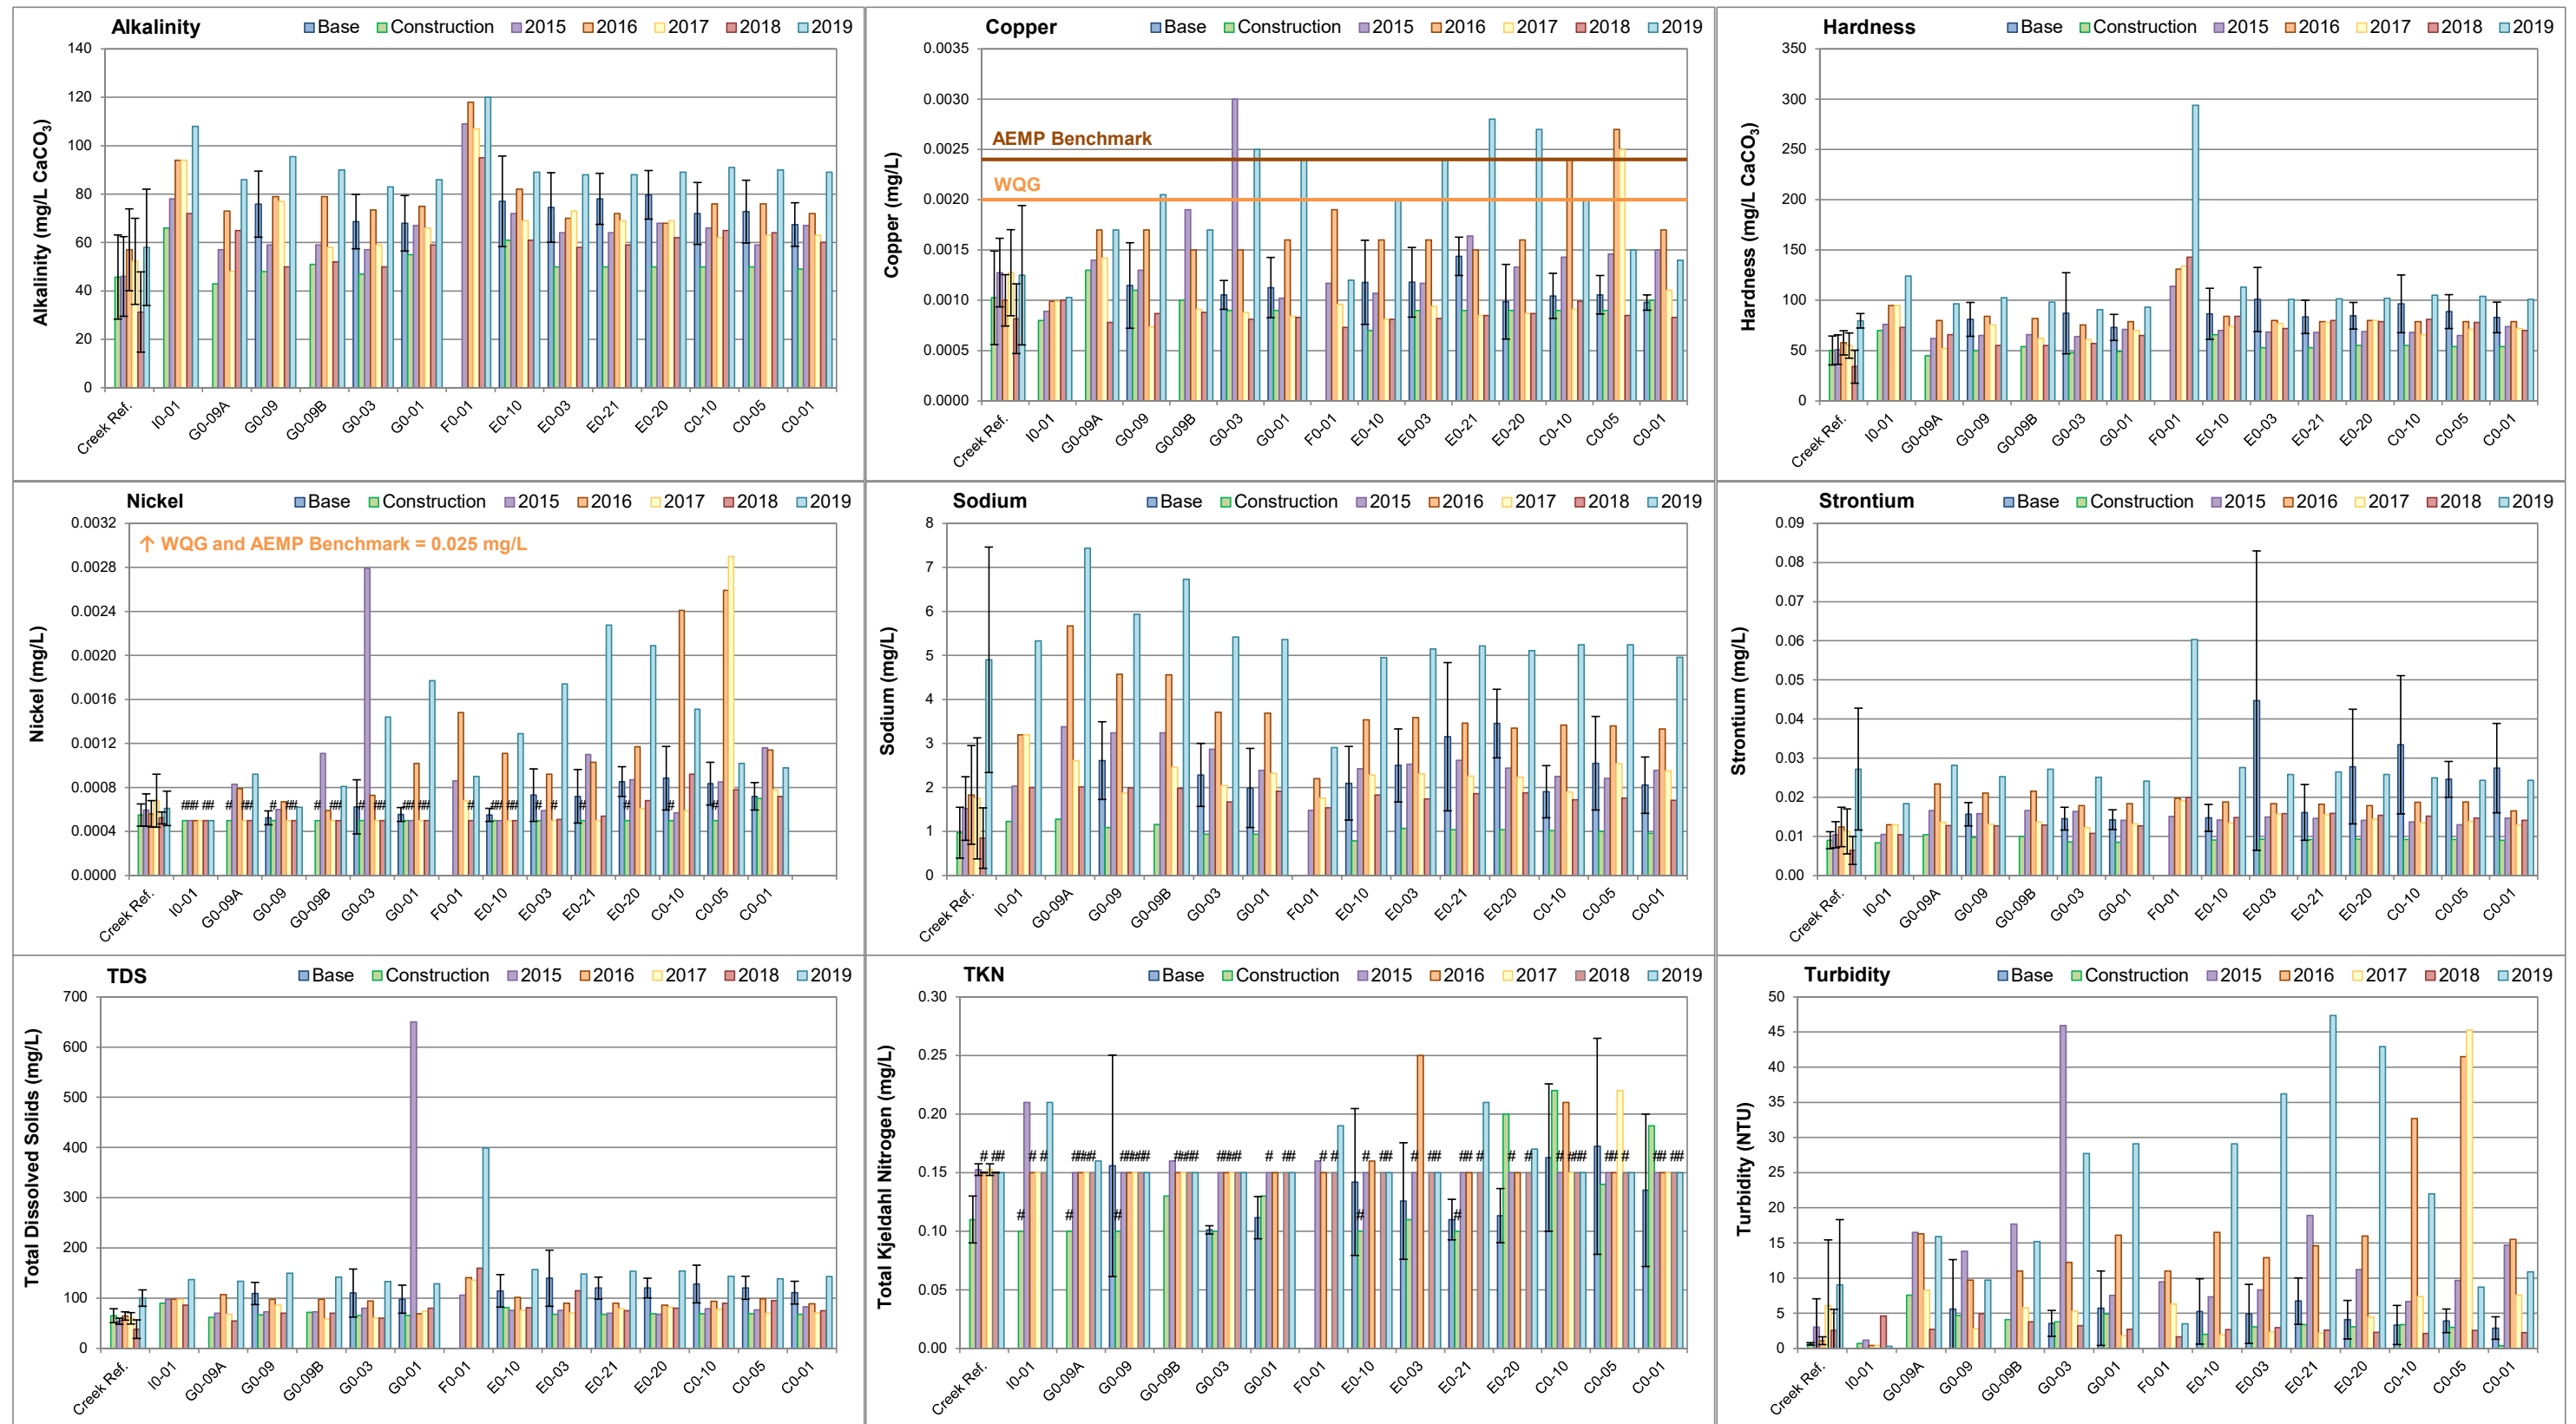 Alkalinity
Base Construction 2015 2016 2017 2018 2019
Alkalinity (mg/L CaCO3)
140
120
100
80
60
40
20
0
Creek Ref. I0-01 G0-09A G0-09 G0-09B G0-03 G0-01 F0-01 E0-10 E0-03 E0-21 E0-20 C0-10 C0-05 C0-01
Copper
Base Construction 2015 2016 2017 2018 2019
Copper (mg/L)
0.0035
0.0030
0.0025
0.0020
0.0015
0.0010
0.0005
0.0000
AEMP Benchmark
WQG
Creek Ref. I0-01 G0-09A G0-09 G0-09B G0-03 G0-01 F0-01 E0-10 E0-03 E0-21 E0-20 C0-10 C0-05 C0-01
Hardness
Base Construction 2015 2016 2017 2018 2019
Hardness (mg/L CaCO3)
350
300
250
200
150
100
50
0
Creek Ref. I0-01 G0-09A G0-09 G0-09B G0-03 G0-01 F0-01 E0-10 E0-03 E0-21 E0-20 C0-10 C0-05 C0-01
Nickel
Base Construction 2015 2016 2017 2018 2019
Nickel (mg/L)
0.0032
0.0028
0.0024
0.0020
0.0016
0.0012
0.0008
0.0004
0.0000
↑ WQG and AEMP Benchmark = 0.025 mg/L
Creek Ref. I0-01 G0-09A G0-09 G0-09B G0-03 G0-01 F0-01 E0-10 E0-03 E0-21 E0-20 C0-10 C0-05 C0-01
Sodium
Base Construction 2015 2016 2017 2018 2019
Sodium (mg/L)
8
7
6
5
4
3
2
1
0
Creek Ref. I0-01 G0-09A G0-09 G0-09B G0-03 G0-01 F0-01 E0-10 E0-03 E0-21 E0-20 C0-10 C0-05 C0-01
Strontium
Base Construction 2015 2016 2017 2018 2019
Strontium (mg/L)
0.09
0.08
0.07
0.06
0.05
0.04
0.03
0.02
0.01
0.00
Creek Ref. I0-01 G0-09A G0-09 G0-09B G0-03 G0-01 F0-01 E0-10 E0-03 E0-21 E0-20 C0-10 C0-05 C0-01
TDS
Base Construction 2015 2016 2017 2018 2019
Total Dissolved Solids (mg/L)
700
600
500
400
300
200
100
0
Creek Ref. I0-01 G0-09A G0-09 G0-09B G0-03 G0-01 F0-01 E0-10 E0-03 E0-21 E0-20 C0-10 C0-05 C0-01
TKN
Base Construction 2015 2016 2017 2018 2019
Total Kjeldahl Nitrogen (mg/L)
0.30
0.25
0.20
0.15
0.10
0.05
0.00
Creek Ref. I0-01 G0-09A G0-09 G0-09B G0-03 G0-01 F0-01 E0-10 E0-03 E0-21 E0-20 C0-10 C0-05 C0-01
Turbidity
Base Construction 2015 2016 2017 2018 2019
Turbidity (NTU)
50
45
40
35
30
25
20
15
10
5
0
Creek Ref. I0-01 G0-09A G0-09 G0-09B G0-03 G0-01 F0-01 E0-10 E0-03 E0-21 E0-20 C0-10 C0-05 C0-01